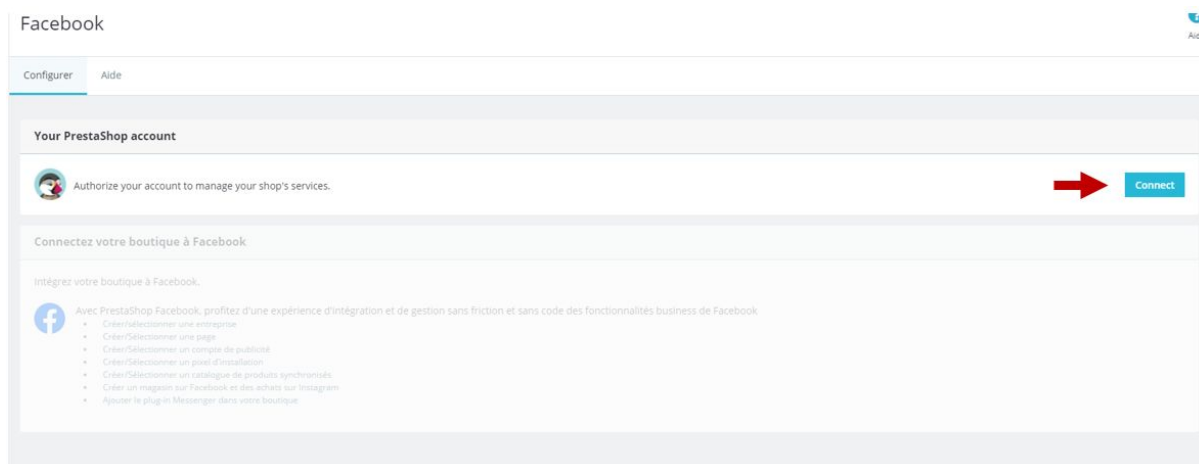 Facebook
Configurer
Aide
Your PrestaShop account
Authorize your account to manage your shop's services.
Connect
Connectez votre boutique à Facebook
Intégrez votre boutique à Facebook.
Avec PrestaShop Facebook, profitez d'une expérience d'intégration et de gestion sans friction et sans code des fonctionnalités business de Facebook
Créer/sélectionner une entreprise
Créer/Sélectionner une page
Créer/Sélectionner un compte de publicité
Créer/Sélectionner un pixel d'installation
Créer/Sélectionner un catalogue de produits synchronisés
Créer un magasin sur Facebook et des achats sur Instagram
Ajouter le plug-in Messenger dans votre boutique